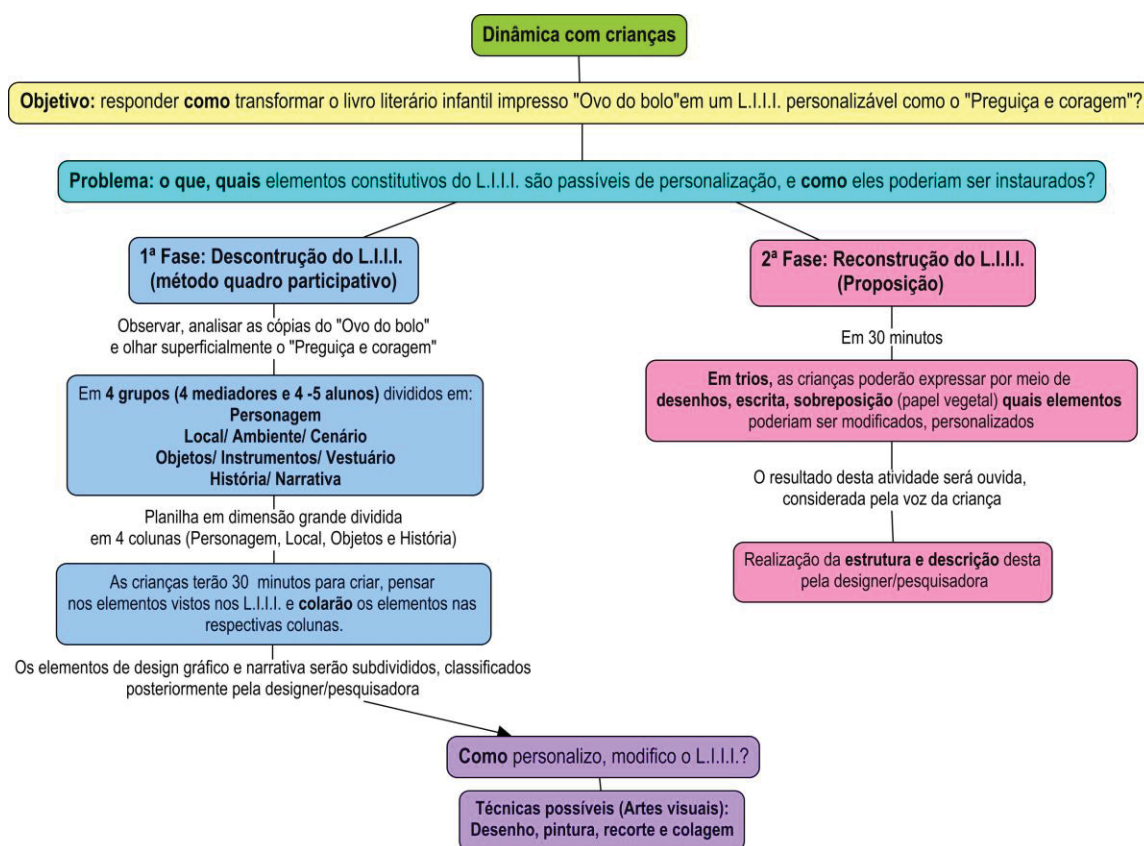 Dinâmica com crianças
Objetivo: responder como transformar o livro literário infantil impresso "Ovo do bolo"em um L.I.I.I. personalizável como o "Preguiça e coragem"?
Problema: o que, quais elementos constitutivos do L.I.I.I. são passíveis de personalização, e como eles poderiam ser instaurados?
1ª Fase: Descontrução do L.I.I.I.
(método quadro participativo)
Observar, analisar as cópias do "Ovo do bolo"
e olhar superficialmente o "Preguiça e coragem"
Em 4 grupos (4 mediadores e 4 -5 alunos) divididos em:
Personagem
Local/ Ambiente/ Cenário
Objetos/ Instrumentos/ Vestuário
História/ Narrativa
Planilha em dimensão grande dividida
em 4 colunas (Personagem, Local, Objetos e História)
As crianças terão 30 minutos para criar, pensar
nos elementos vistos nos L.I.I.I. e colarão os elementos nas
respectivas colunas.
Os elementos de design gráfico e narrativa serão subdivididos, classificados
posteriormente pela designer/pesquisadora
2ª Fase: Reconstrução do L.I.I.I.
(Proposição)
Em 30 minutos
Em trios, as crianças poderão expressar por meio de
desenhos, escrita, sobreposição (papel vegetal) quais elementos
poderiam ser modificados, personalizados
O resultado desta atividade será ouvida,
considerada pela voz da criança
Realização da estrutura e descrição desta
pela designer/pesquisadora
Como personalizo, modifico o L.I.I.I.?
Técnicas possíveis (Artes visuais):
Desenho, pintura, recorte e colagem